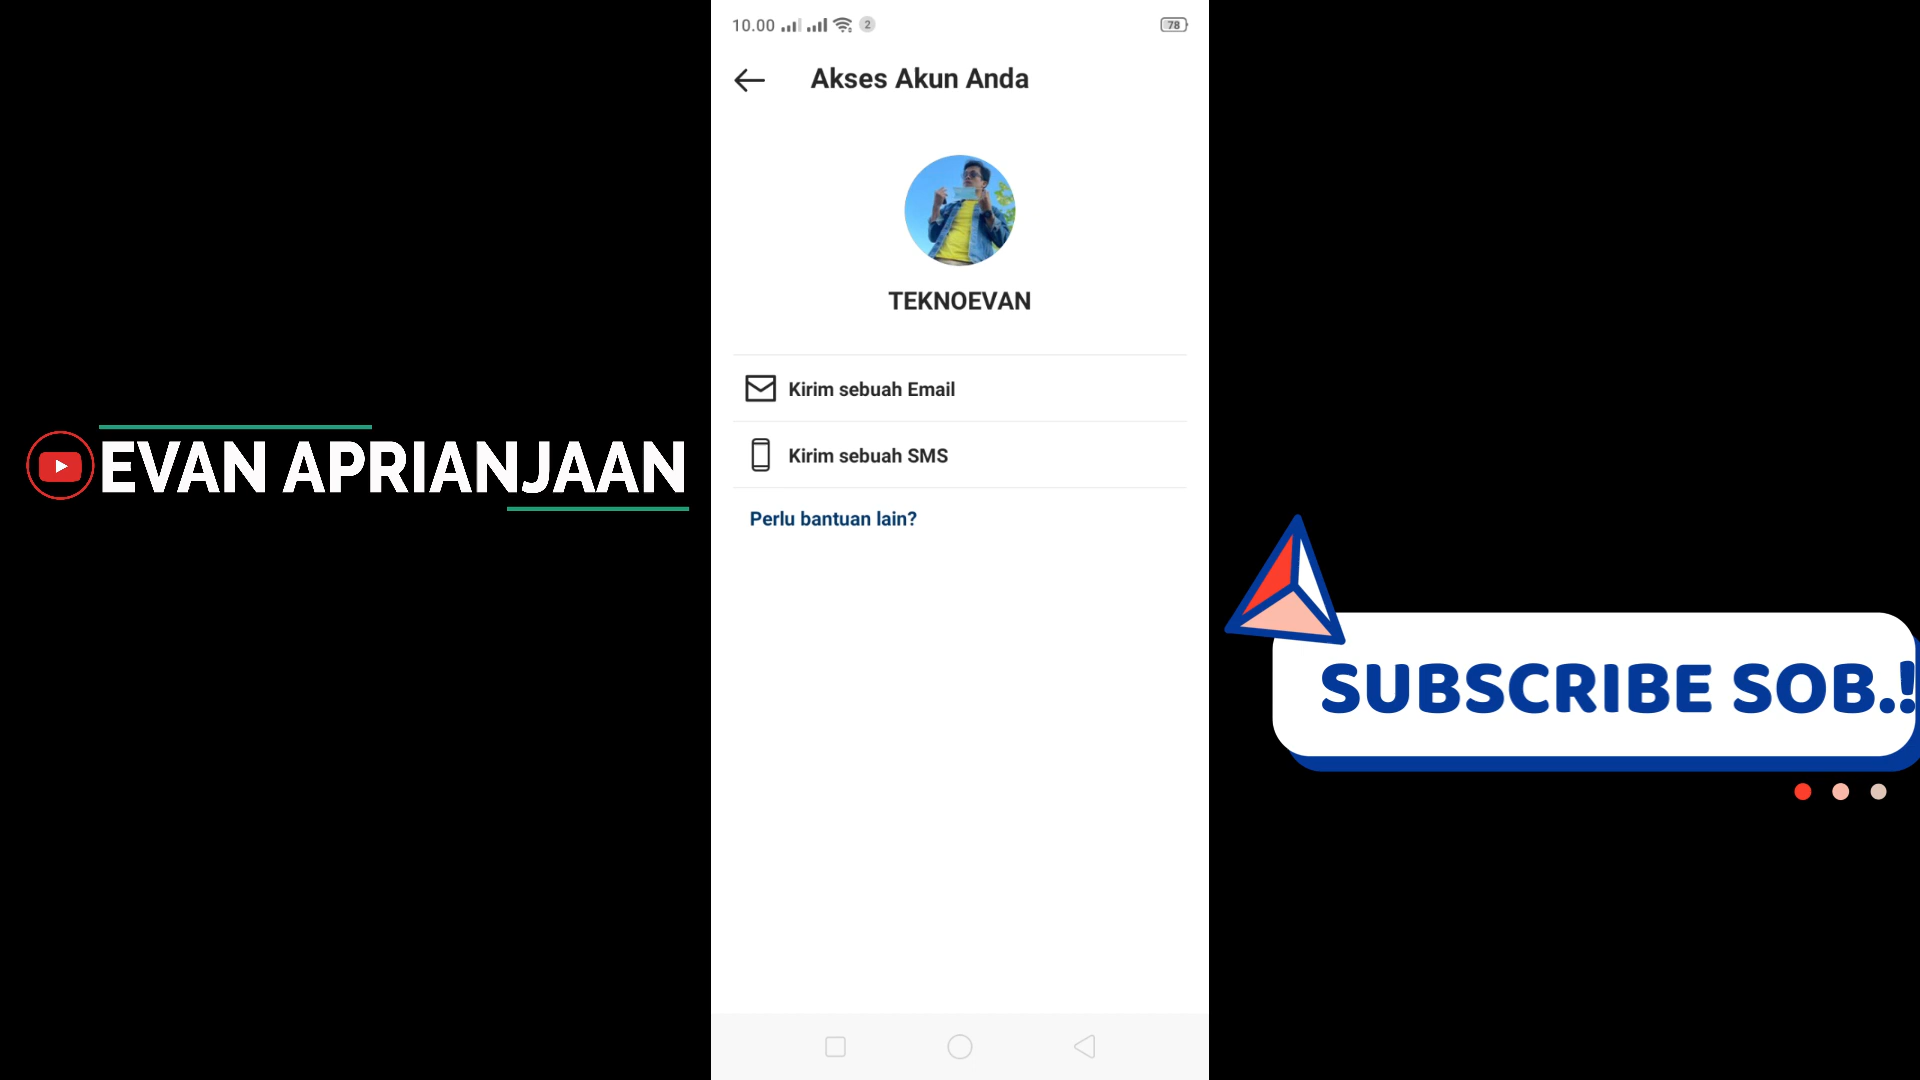 10.00
2
78
Akses Akun Anda
TEKNOEVAN
Kirim sebuah Email
Kirim sebuah SMS
Perlu bantuan lain?
EVAN APRIANJAAN
SUBSCRIBE SOB.!